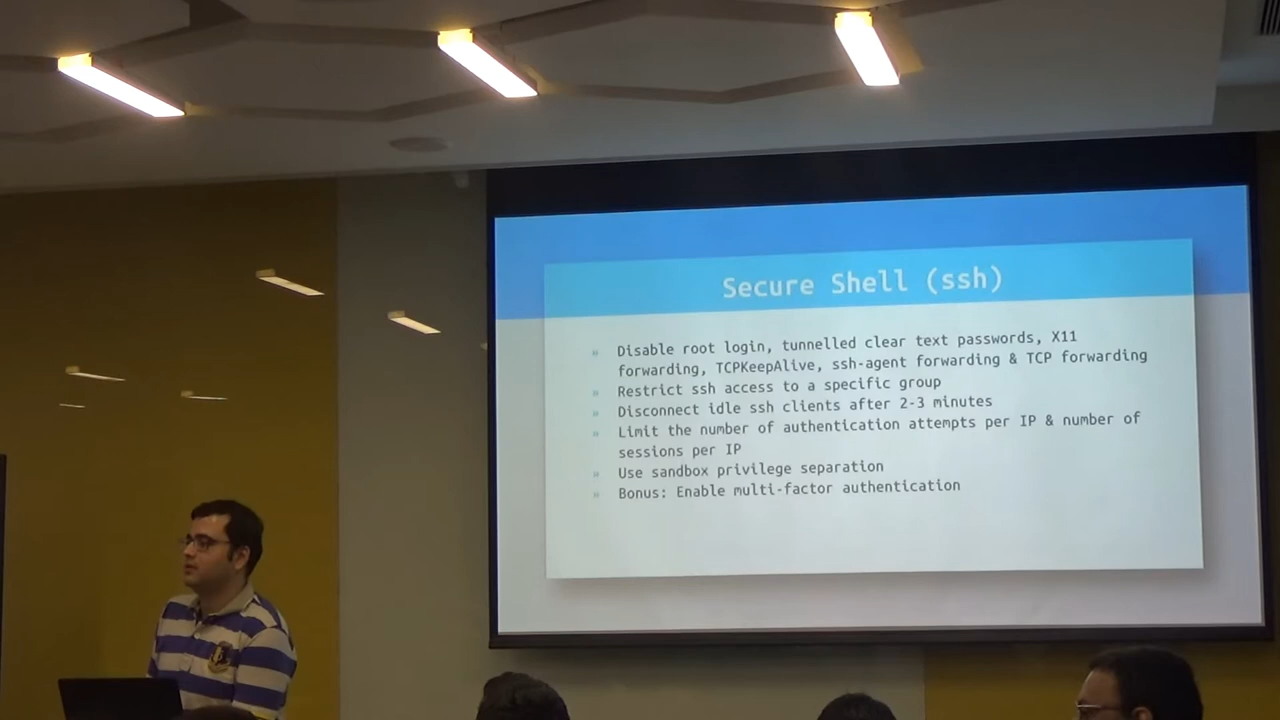 Secure Shell (ssh)
» Disable root login, tunnelled clear text passwords, X11
forwarding, TCPKeepAlive, ssh-agent forwarding & TCP forwarding
» Restrict ssh access to a specific group
» Disconnect idle ssh clients after 2-3 minutes
» Limit the number of authentication attempts per IP & number of
sessions per IP
» Use sandbox privilege separation
» Bonus: Enable multi-factor authentication